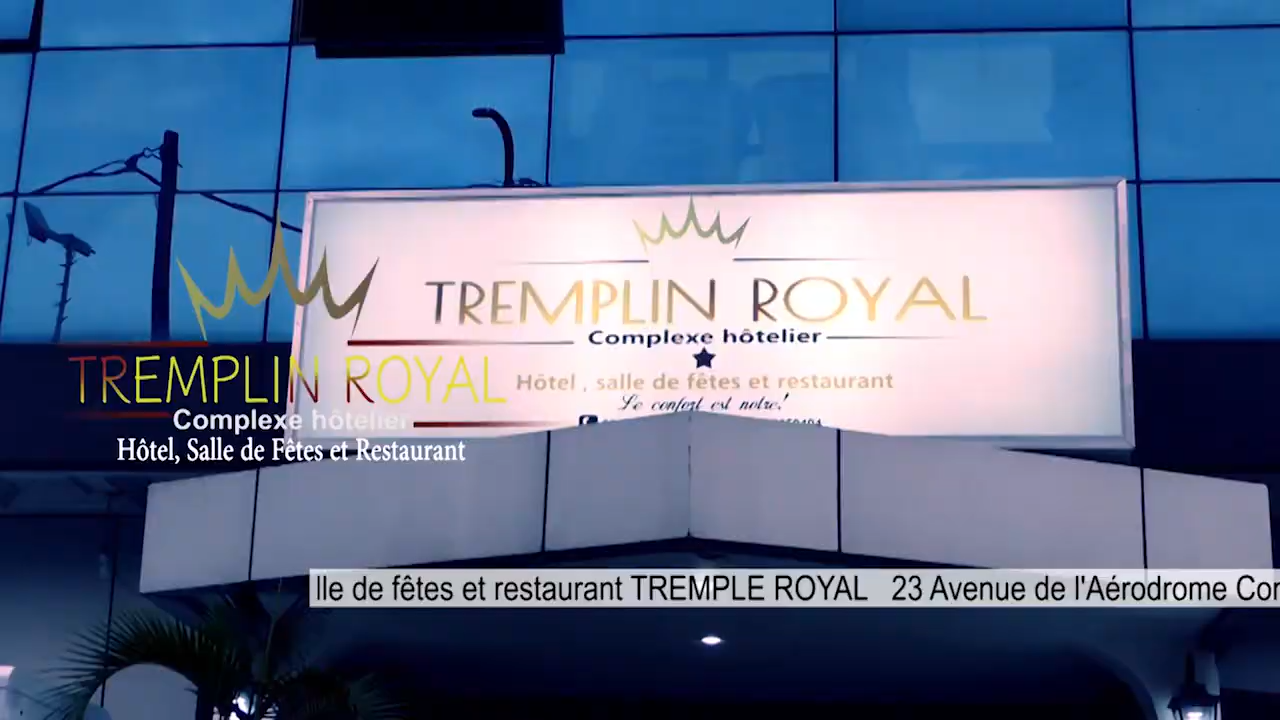 TREMPLIN ROYAL
Complexe hôtelier
Hôtel , salle de fêtes et restaurant
Le confort est notre!
TREMPLIN ROYAL
Complexe hôtelier
Hôtel, Salle de Fêtes et Restaurant
lle de fêtes et restaurant TREMPLE ROYAL 23 Avenue de l'Aérodrome Con